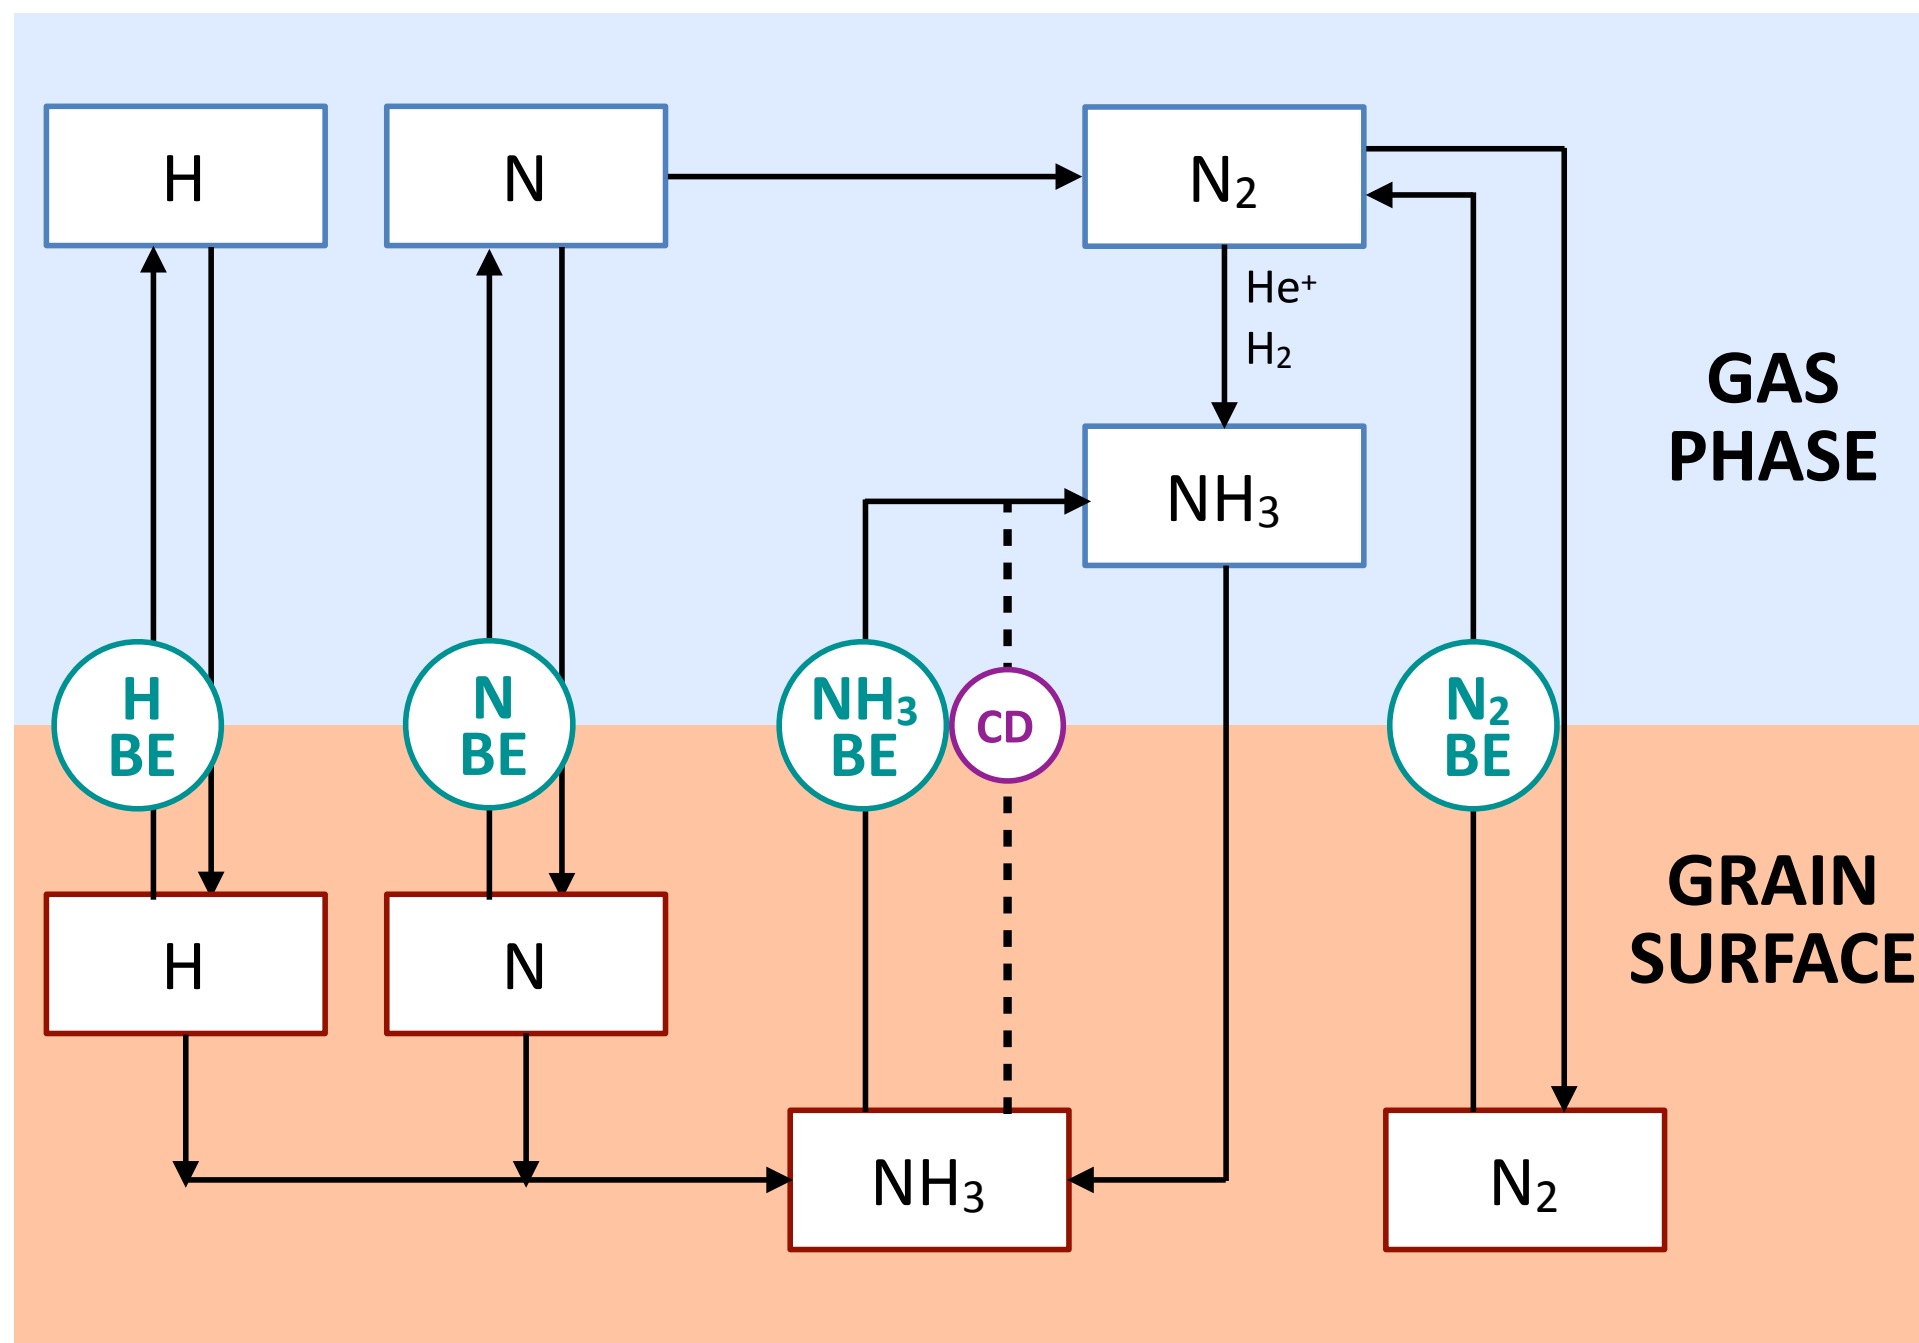 H
N
N₂
He⁺
H₂
GAS
PHASE
NH₃
H
BE
N
BE
NH₃
BE
CD
N₂
BE
GRAIN
SURFACE
H
N
NH₃
N₂